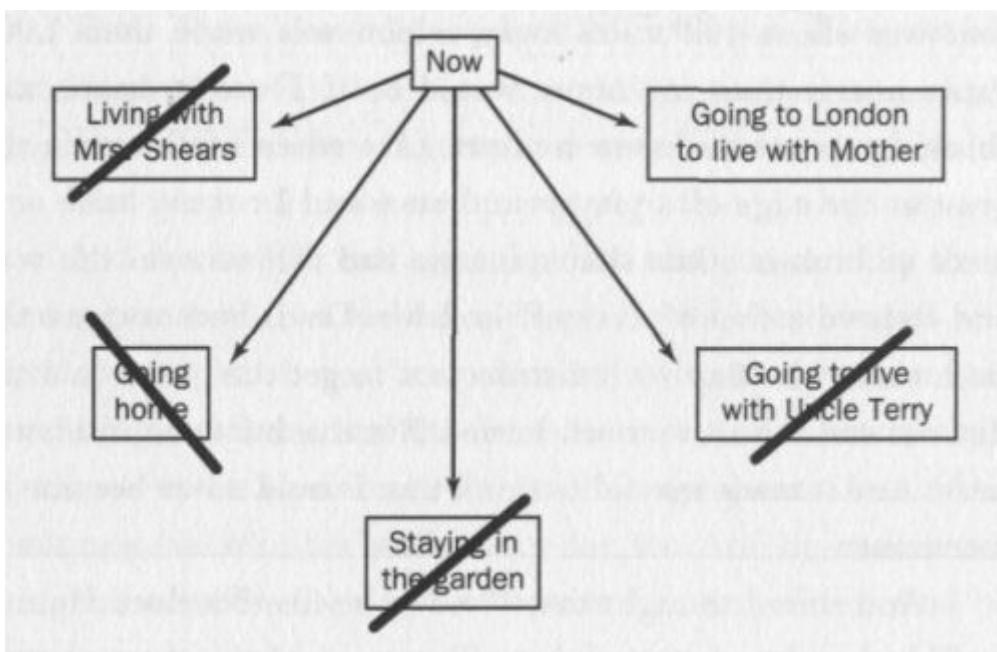 Now
Living with
Mrs. Shears
Going to London
to live with Mother
Going
home
Going to live
with Uncle Terry
Staying in
the garden